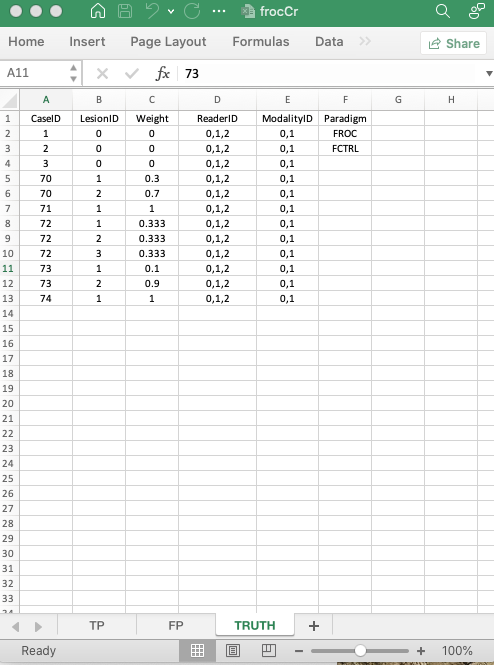 frocCr
Home Insert Page Layout Formulas Data Share
A11 fx 73
A B C D E F G H
1 CaseID LesionID Weight ReaderID ModalityID Paradigm
2 1 0 0 0,1,2 0,1 FROC
3 2 0 0 0,1,2 0,1 FCTRL
4 3 0 0 0,1,2 0,1
5 70 1 0.3 0,1,2 0,1
6 70 2 0.7 0,1,2 0,1
7 71 1 1 0,1,2 0,1
8 72 1 0.333 0,1,2 0,1
9 72 2 0.333 0,1,2 0,1
10 72 3 0.333 0,1,2 0,1
11 73 1 0.1 0,1,2 0,1
12 73 2 0.9 0,1,2 0,1
13 74 1 1 0,1,2 0,1
14
15
16
17
18
19
20
21
22
23
24
25
26
27
28
29
30
31
32
33
34
TP FP TRUTH +
Ready - + 100%